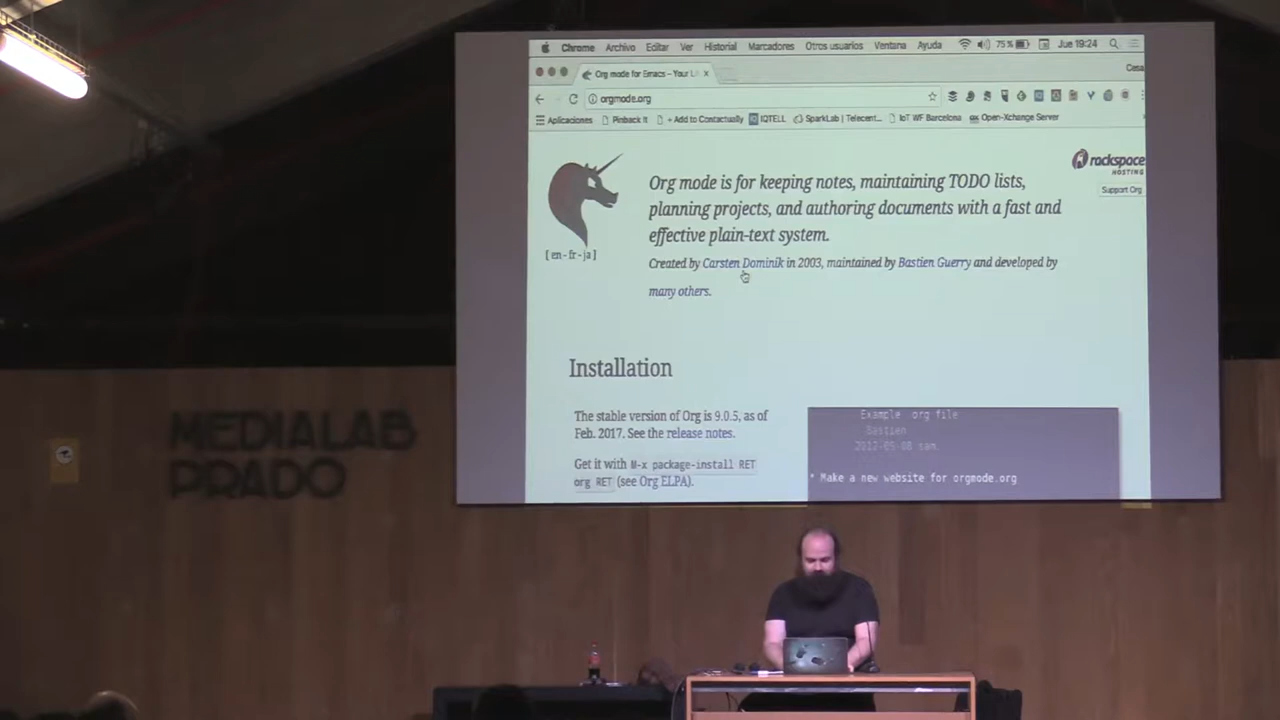 Chrome Archivo Editar Ver Historial Marcadores Otros usuarios Ventana Ayuda 75% Jue 19:24
Org mode for Emacs – Your Li
orgmode.org
Aplicaciones Pinback It + Add to Contactually IQTELL SparkLab | Telecent... IoT WF Barcelona Open-Xchange Server
rackspace
HOSTING
Support Org
Org mode is for keeping notes, maintaining TODO lists,
planning projects, and authoring documents with a fast and
effective plain-text system.
[ en - fr - ja ]
Created by Carsten Dominik in 2003, maintained by Bastien Guerry and developed by
many others.
Installation
The stable version of Org is 9.0.5, as of
Feb. 2017. See the release notes.
Get it with M-x package-install RET
org RET (see Org ELPA).
Example org file
Bastien
* Make a new website for orgmode.org
MEDIALAB
PRADO